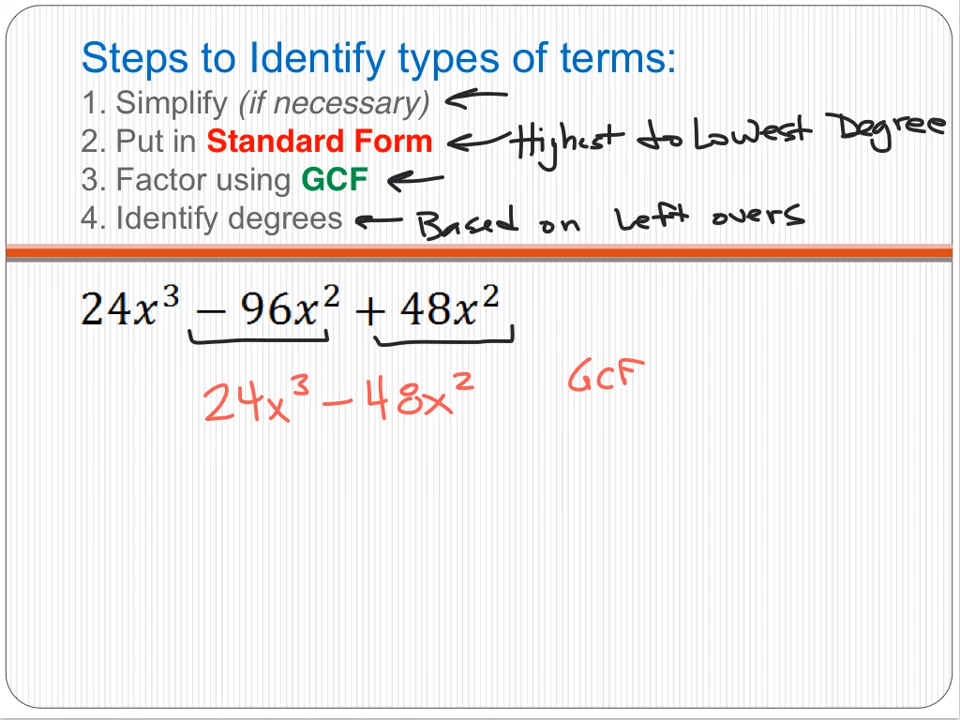 Steps to Identify types of terms:
1. Simplify (if necessary) ←
2. Put in Standard Form ← Highest to Lowest Degree
3. Factor using GCF ←
4. Identify degrees ← Based on Left overs
24x³ − 96x² + 48x²
24x³ − 48x² GCF